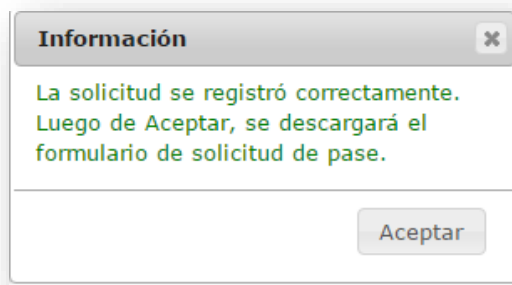 Información
La solicitud se registró correctamente.
Luego de Aceptar, se descargará el
formulario de solicitud de pase.
Aceptar